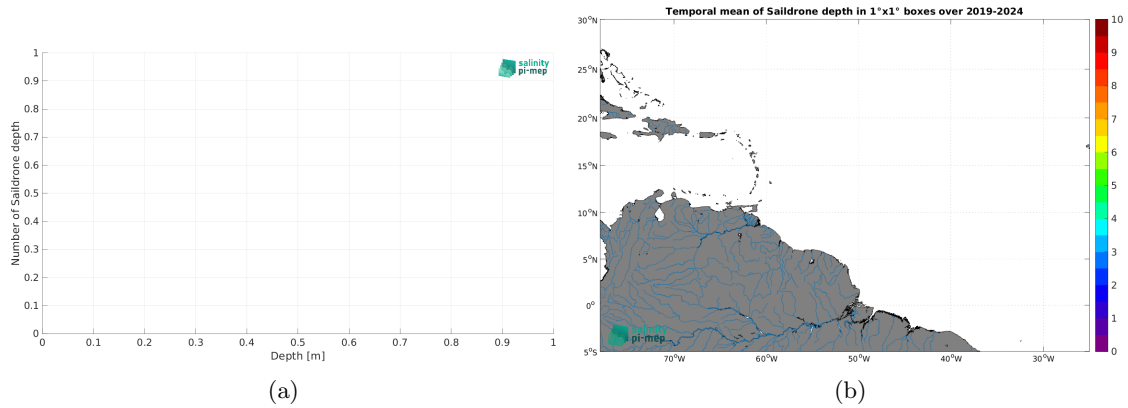 Temporal mean of Saildrone depth in 1°x1° boxes over 2019-2024
salinity
pi-mep
Number of Saildrone depth
1
0.9
0.8
0.7
0.6
0.5
0.4
0.3
0.2
0.1
0
0 0.1 0.2 0.3 0.4 0.5 0.6 0.7 0.8 0.9 1
Depth [m]
(a)
30°N
25°N
20°N
15°N
10°N
5°N
0°
5°S
70°W 60°W 50°W 40°W 30°W
salinity
pi-mep
10
9
8
7
6
5
4
3
2
1
0
(b)